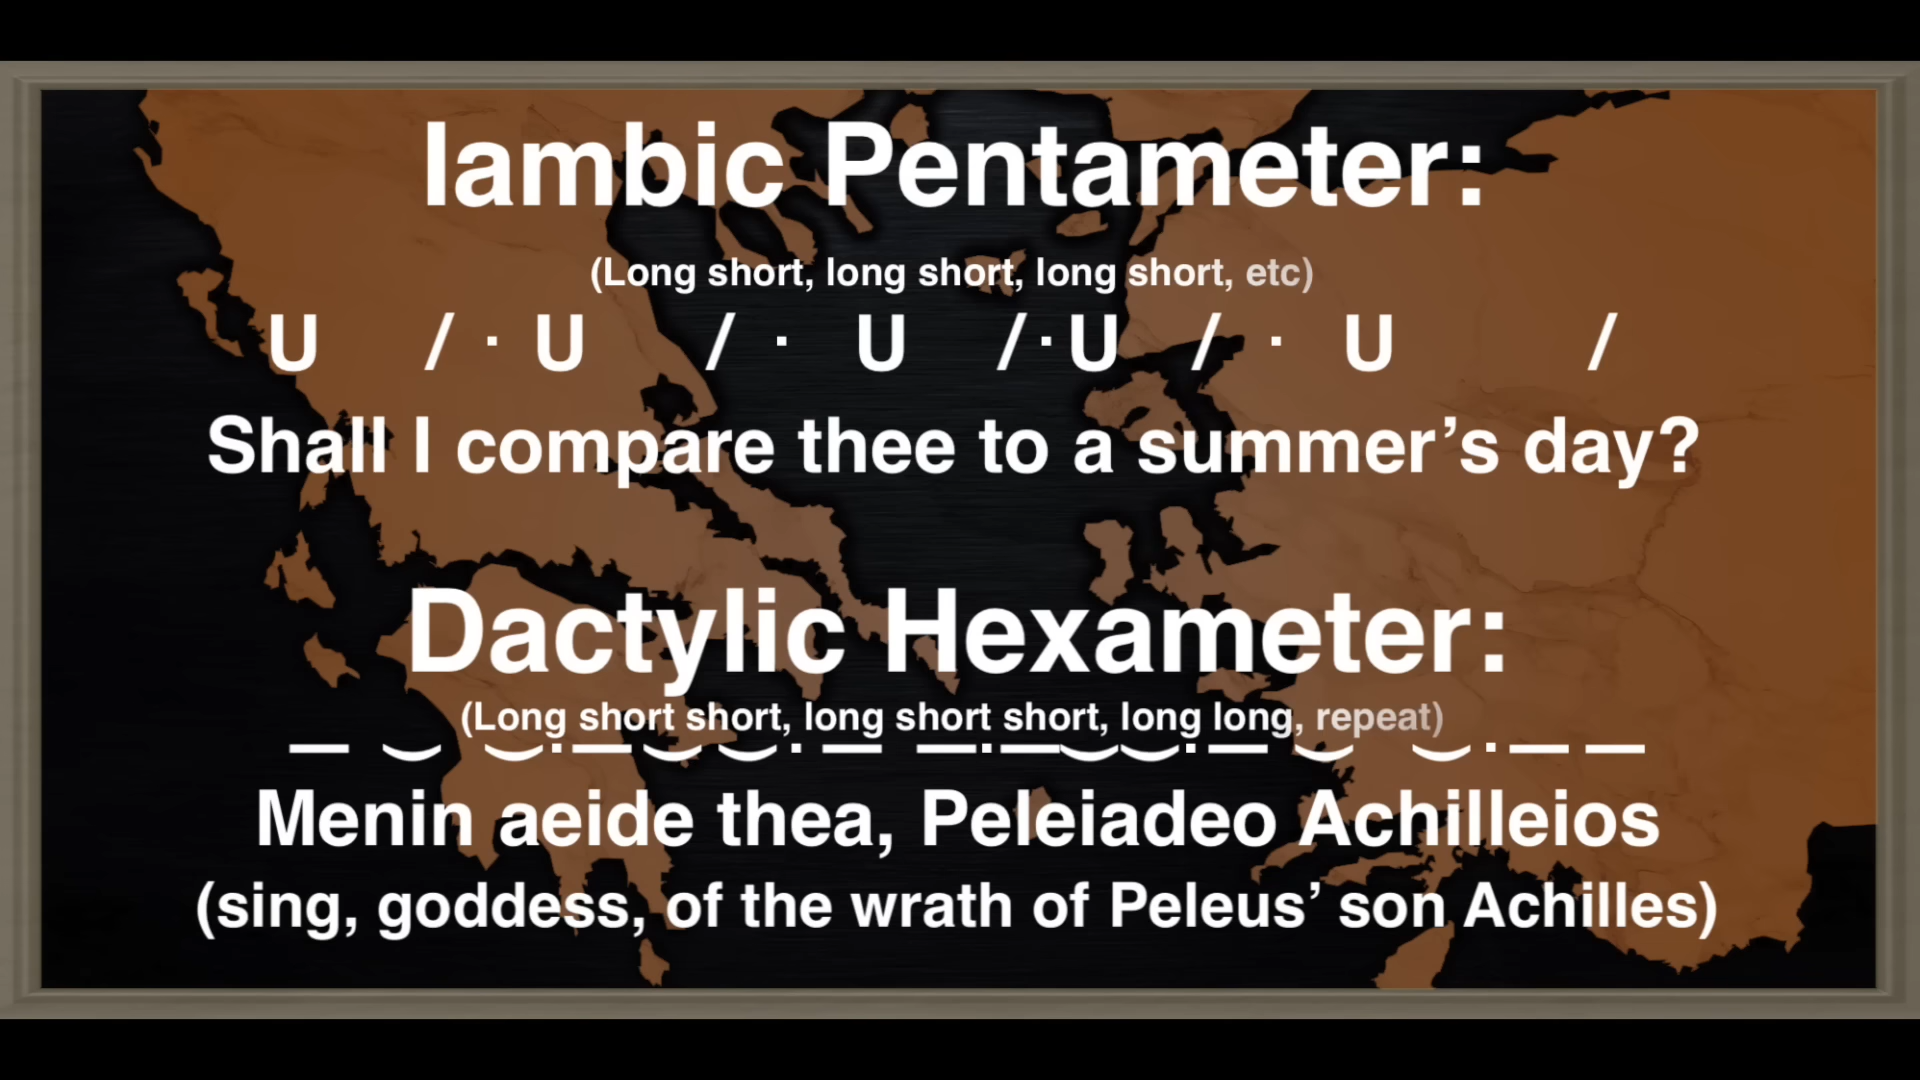 Iambic Pentameter:
(Long short, long short, long short, etc)
U / · U / · U / · U / · U /
Shall I compare thee to a summer’s day?
Dactylic Hexameter:
(Long short short, long short short, long long, repeat)
— ⏑ ⏑ · — ⏑ ⏑ · — — · — ⏑ ⏑ · — ⏑ ⏑ · — —
Menin aeide thea, Peleiadeo Achilleios
(sing, goddess, of the wrath of Peleus’ son Achilles)